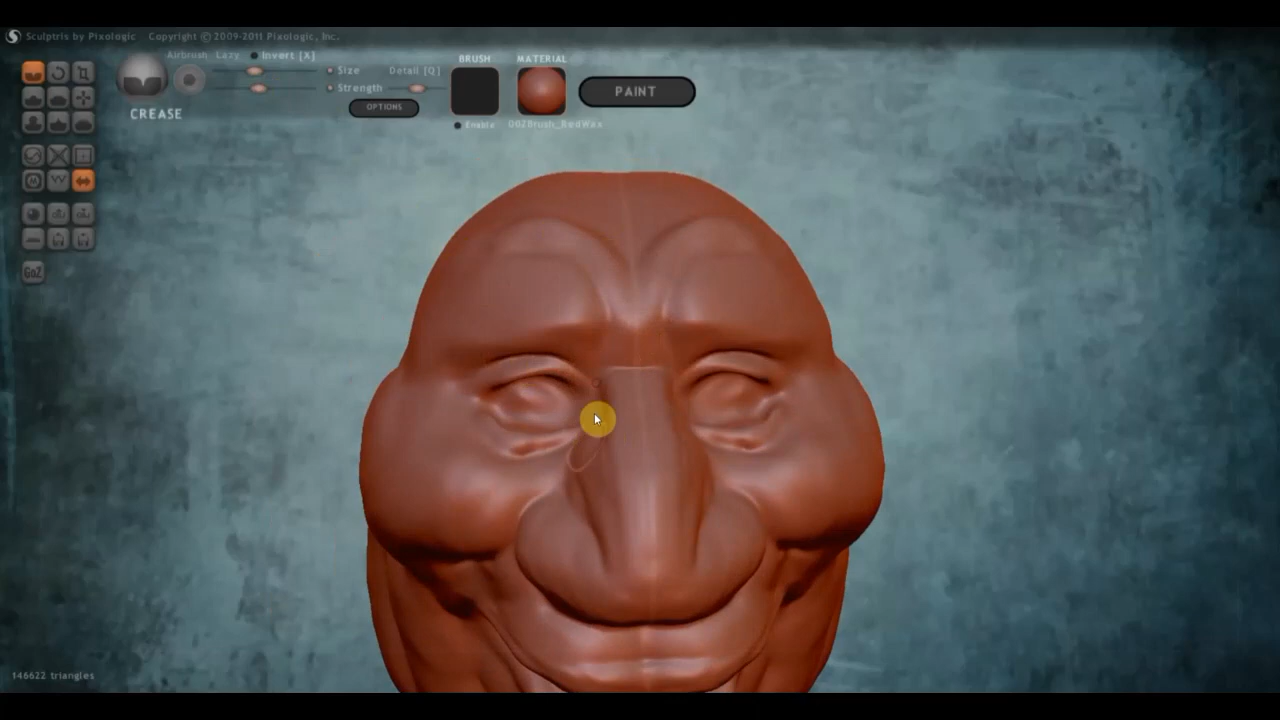 Sculptris by Pixologic Copyright © 2009-2011 Pixologic, Inc.
Airbrush Lazy Invert [X]
Size Detail [Q]
Strength
OPTIONS
CREASE
BRUSH
Enable
MATERIAL
00ZBrush_RedWax
PAINT
GoZ
146622 triangles